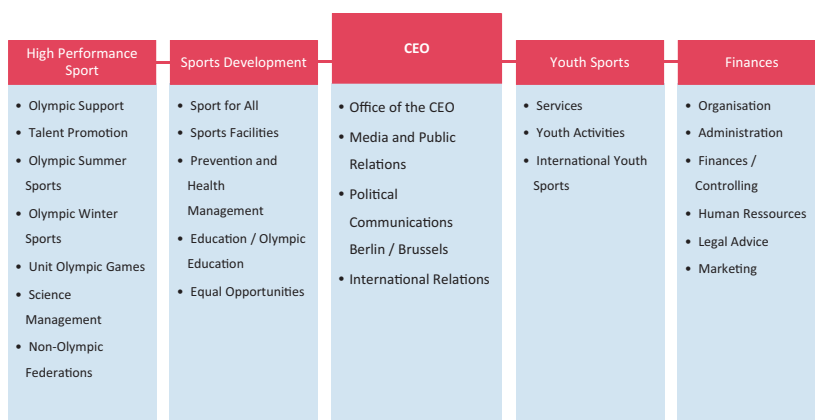 High Performance
Sport
• Olympic Support
• Talent Promotion
• Olympic Summer
Sports
• Olympic Winter
Sports
• Unit Olympic Games
• Science
Management
• Non-Olympic
Federations
Sports Development
• Sport for All
• Sports Facilities
• Prevention and
Health
Management
• Education / Olympic
Education
• Equal Opportunities
CEO
• Office of the CEO
• Media and Public
Relations
• Political
Communications
Berlin / Brussels
• International Relations
Youth Sports
• Services
• Youth Activities
• International Youth
Sports
Finances
• Organisation
• Administration
• Finances /
Controlling
• Human Ressources
• Legal Advice
• Marketing